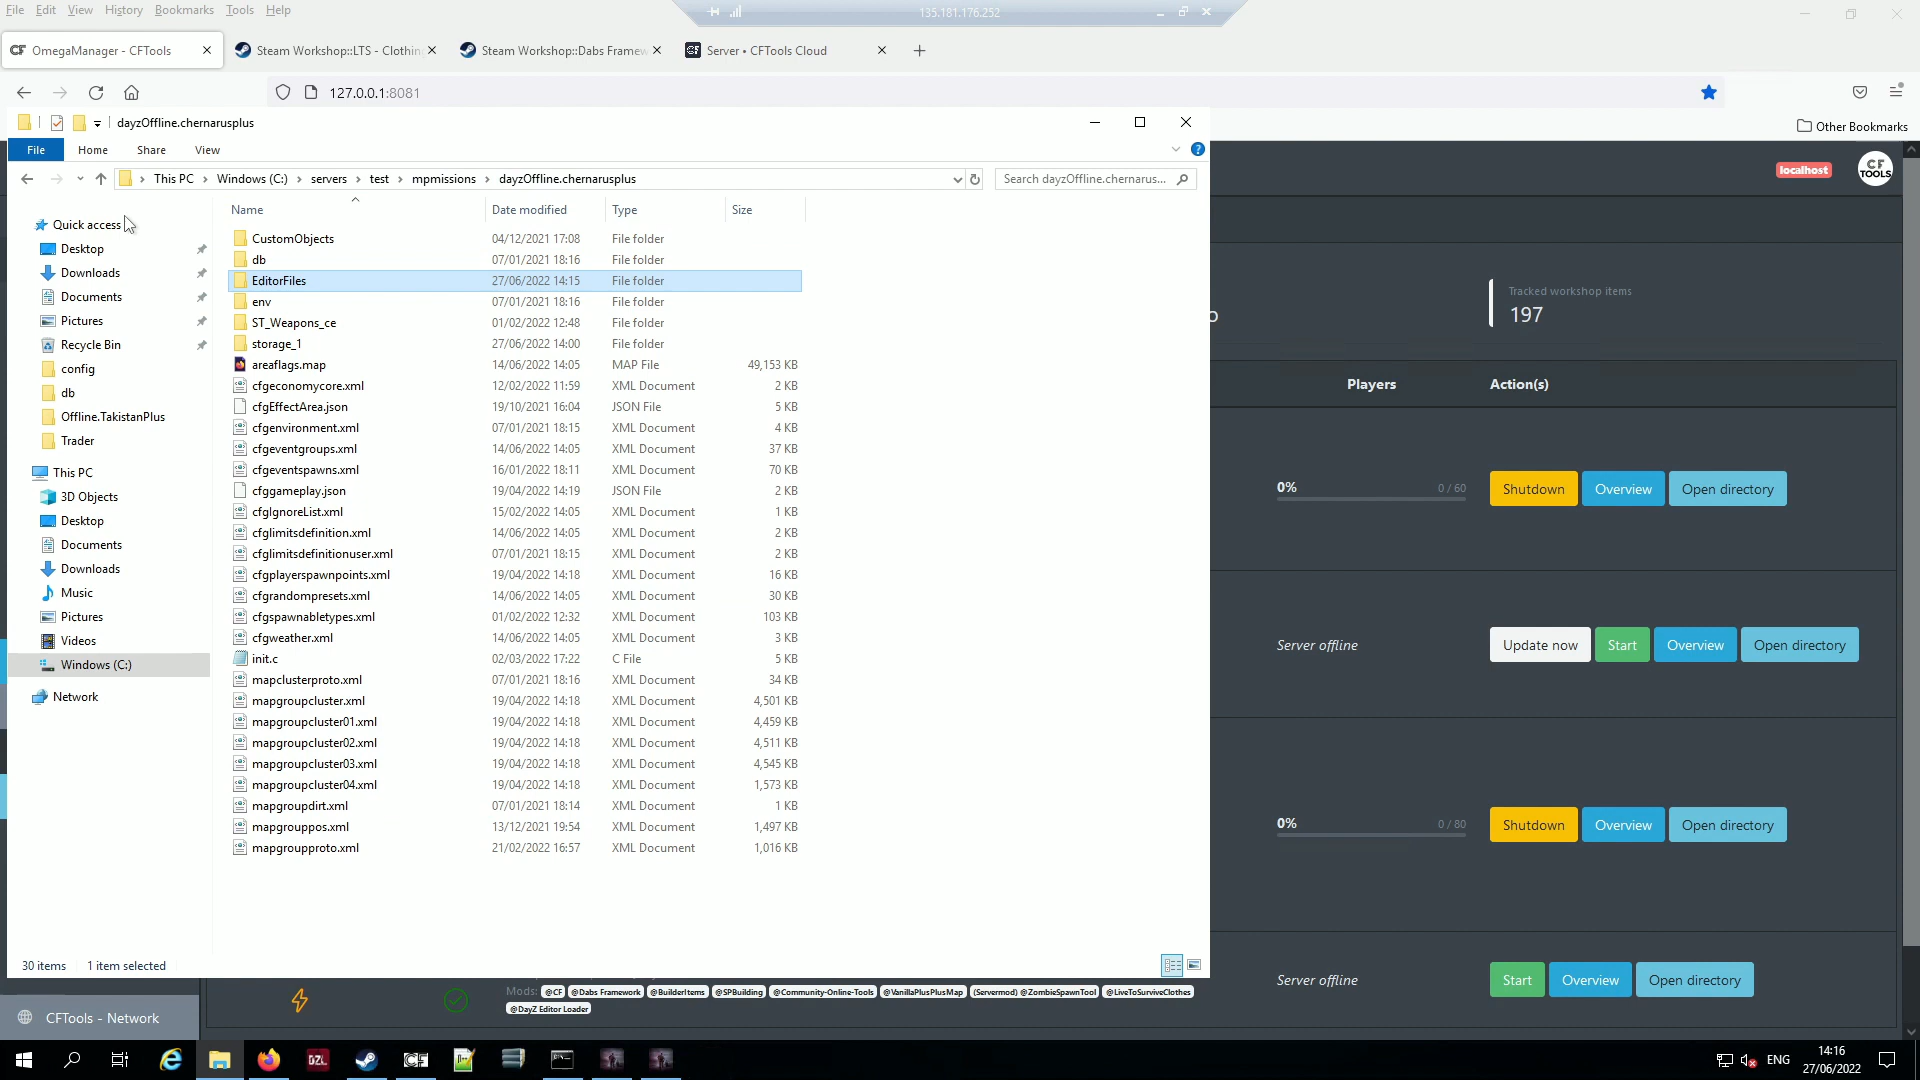 File Edit View History Bookmarks Tools Help
135.181.176.252
OmegaManager - CFTools
Steam Workshop::LTS - Clothin
Steam Workshop::Dabs Framew
Server • CFTools Cloud
127.0.0.1:8081
Other Bookmarks
dayzOffline.chernarusplus
File Home Share View
This PC Windows (C:) servers test mpmissions dayzOffline.chernarusplus
Search dayzOffline.chernarus...
localhost
CF TOOLS
Name Date modified Type Size
Quick access
Desktop
Downloads
Documents
Pictures
Recycle Bin
config
db
Offline.TakistanPlus
Trader
This PC
3D Objects
Desktop
Documents
Downloads
Music
Pictures
Videos
Windows (C:)
Network
CustomObjects 04/12/2021 17:08 File folder
db 07/01/2021 18:16 File folder
EditorFiles 27/06/2022 14:15 File folder
env 07/01/2021 18:16 File folder
ST_Weapons_ce 01/02/2022 12:48 File folder
storage_1 27/06/2022 14:00 File folder
areaflags.map 14/06/2022 14:05 MAP File 49,153 KB
cfgeconomycore.xml 12/02/2022 11:59 XML Document 2 KB
cfgEffectArea.json 19/10/2021 16:04 JSON File 5 KB
cfgenvironment.xml 07/01/2021 18:15 XML Document 4 KB
cfgeventgroups.xml 14/06/2022 14:05 XML Document 37 KB
cfgeventspawns.xml 16/01/2022 18:11 XML Document 70 KB
cfggameplay.json 19/04/2022 14:19 JSON File 2 KB
cfgIgnoreList.xml 15/02/2022 14:05 XML Document 1 KB
cfglimitsdefinition.xml 14/06/2022 14:05 XML Document 2 KB
cfglimitsdefinitionuser.xml 07/01/2021 18:15 XML Document 2 KB
cfgplayerspawnpoints.xml 19/04/2022 14:18 XML Document 16 KB
cfgrandompresets.xml 14/06/2022 14:05 XML Document 30 KB
cfgspawnabletypes.xml 01/02/2022 12:32 XML Document 103 KB
cfgweather.xml 14/06/2022 14:05 XML Document 3 KB
init.c 02/03/2022 17:22 C File 5 KB
mapclusterproto.xml 07/01/2021 18:16 XML Document 34 KB
mapgroupcluster.xml 19/04/2022 14:18 XML Document 4,501 KB
mapgroupcluster01.xml 19/04/2022 14:18 XML Document 4,459 KB
mapgroupcluster02.xml 19/04/2022 14:18 XML Document 4,511 KB
mapgroupcluster03.xml 19/04/2022 14:18 XML Document 4,545 KB
mapgroupcluster04.xml 19/04/2022 14:18 XML Document 1,573 KB
mapgroupdirt.xml 07/01/2021 18:14 XML Document 1 KB
mapgrouppos.xml 13/12/2021 19:54 XML Document 1,497 KB
mapgroupproto.xml 21/02/2022 16:57 XML Document 1,016 KB
30 items 1 item selected
Tracked workshop items
197
o
Players Action(s)
0% 0 / 60 Shutdown Overview Open directory
Server offline Update now Start Overview Open directory
0% 0 / 80 Shutdown Overview Open directory
Server offline Start Overview Open directory
Mods: @CF @Dabs Framework @BuilderItems @SPBuilding @Community-Online-Tools @VanillaPlusPlusMap (Servermod) @ZombieSpawnTool @LiveToSurviveClothes
@DayZ Editor Loader
CFTools - Network
DZL
CF
ENG
14:16
27/06/2022